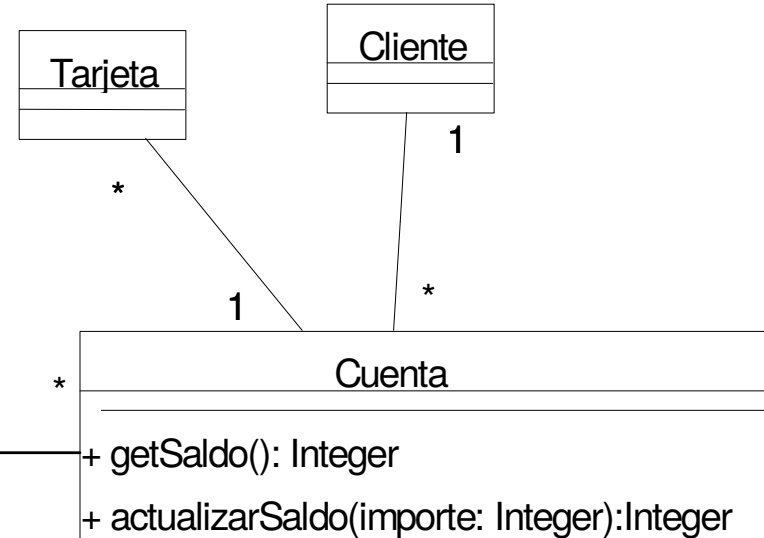 Cliente
Tarjeta
1
*
*
1
*
Cuenta
+ getSaldo(): Integer
+ actualizarSaldo(importe: Integer):Integer